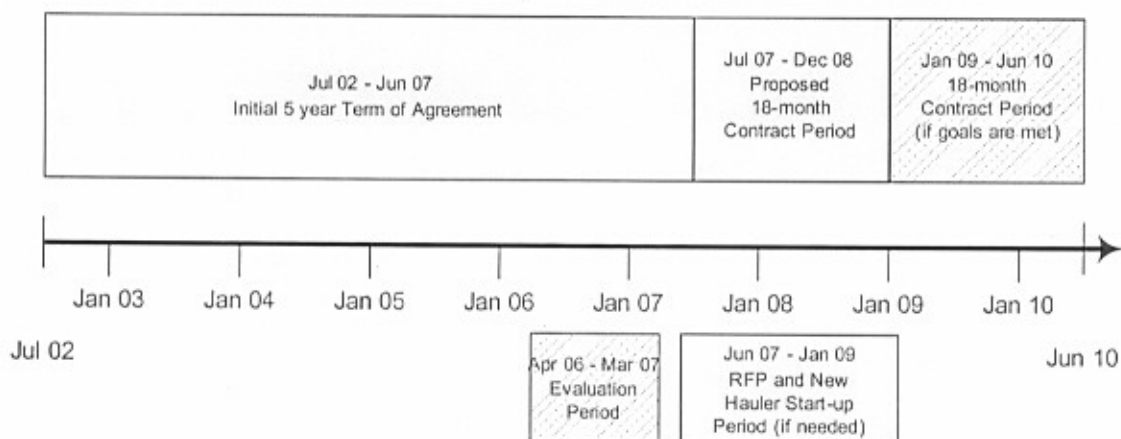 Jul 02 - Jun 07
Initial 5 year Term of Agreement
Jul 07 - Dec 08
Proposed
18-month
Contract Period
Jan 09 - Jun 10
18-month
Contract Period
(if goals are met)
Jan 03
Jan 04
Jan 05
Jan 06
Jan 07
Jan 08
Jan 09
Jan 10
Jul 02
Jun 10
Apr 06 - Mar 07
Evaluation
Period
Jun 07 - Jan 09
RFP and New
Hauler Start-up
Period (if needed)